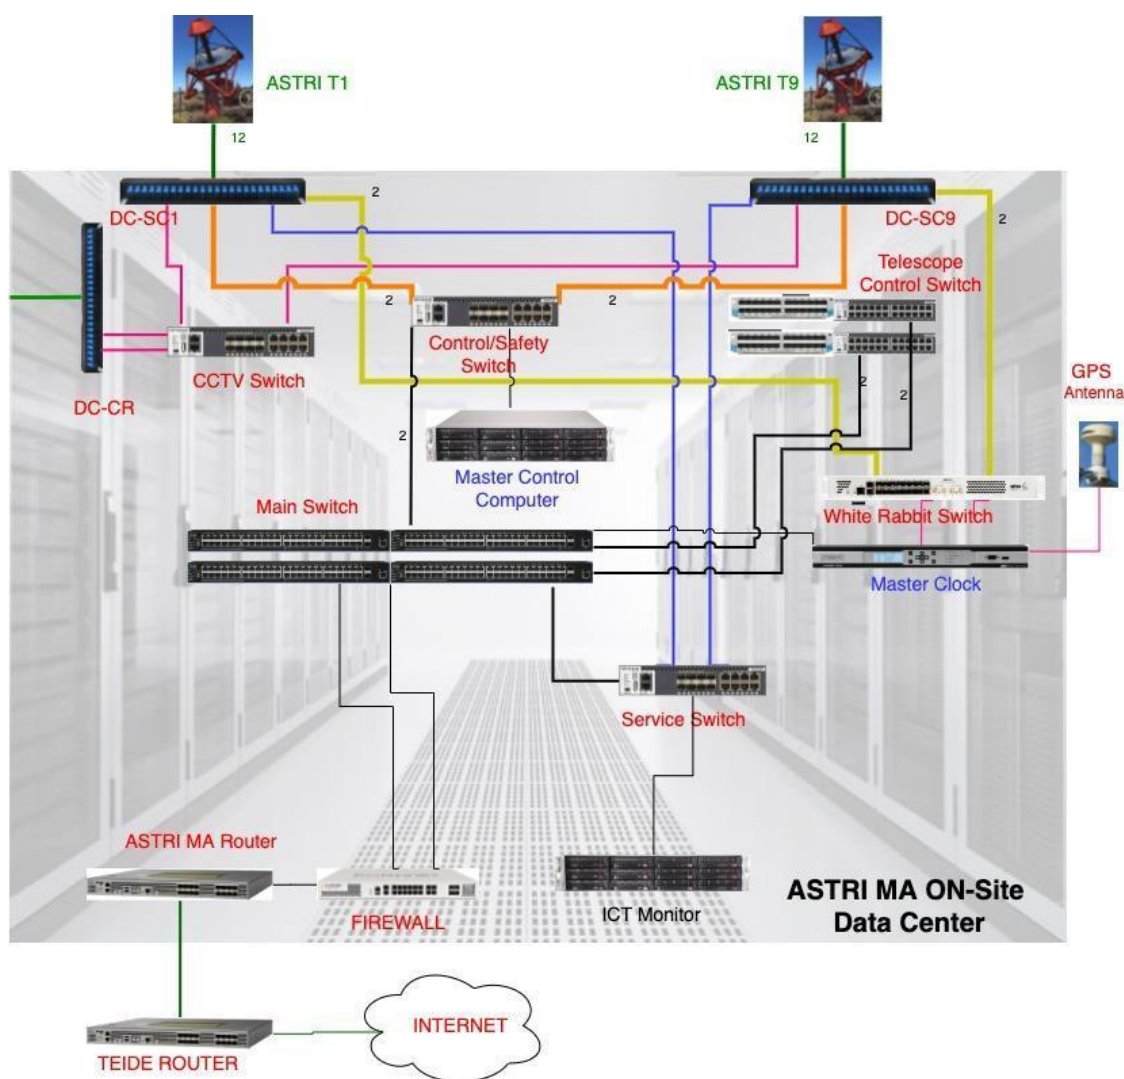 ASTRI T1
ASTRI T9
12
12
2
DC-SC1
DC-SC9
2
Telescope
Control Switch
2
2
Control/Safety
Switch
CCTV Switch
GPS
Antenna
2
2
DC-CR
2
Master Control
Computer
Main Switch
White Rabbit Switch
Master Clock
Service Switch
ASTRI MA Router
FIREWALL
ICT Monitor
ASTRI MA ON-Site
Data Center
INTERNET
TEIDE ROUTER